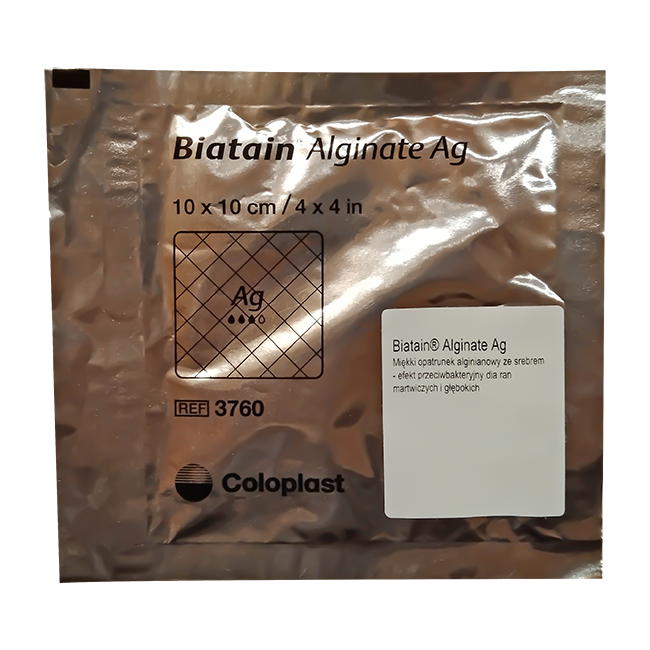 Biatain Alginate Ag
10 x 10 cm / 4 x 4 in
Ag
REF 3760
Coloplast
Biatain® Alginate Ag
Miękki opatrunek alginianowy ze srebrem
- efekt przeciwbakteryjny dla ran
martwiczych i głębokich